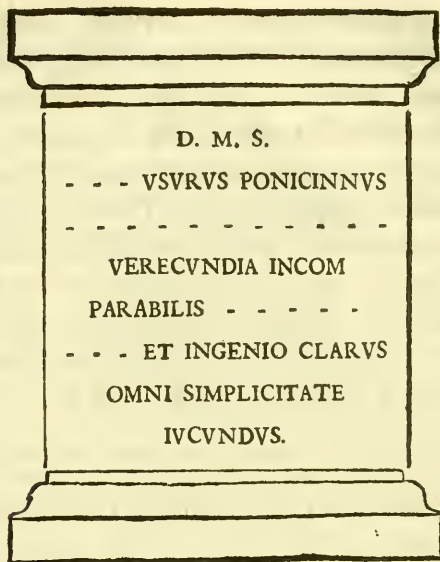 D. M. S.
- - - VSVRVS PONICINNVS
- - - - - - - - - - - -
VERECVNDIA INCOM
PARABILIS - - - - -
- - - ET INGENIO CLARVS
OMNI SIMPLICITATE
IVCVNDVS.